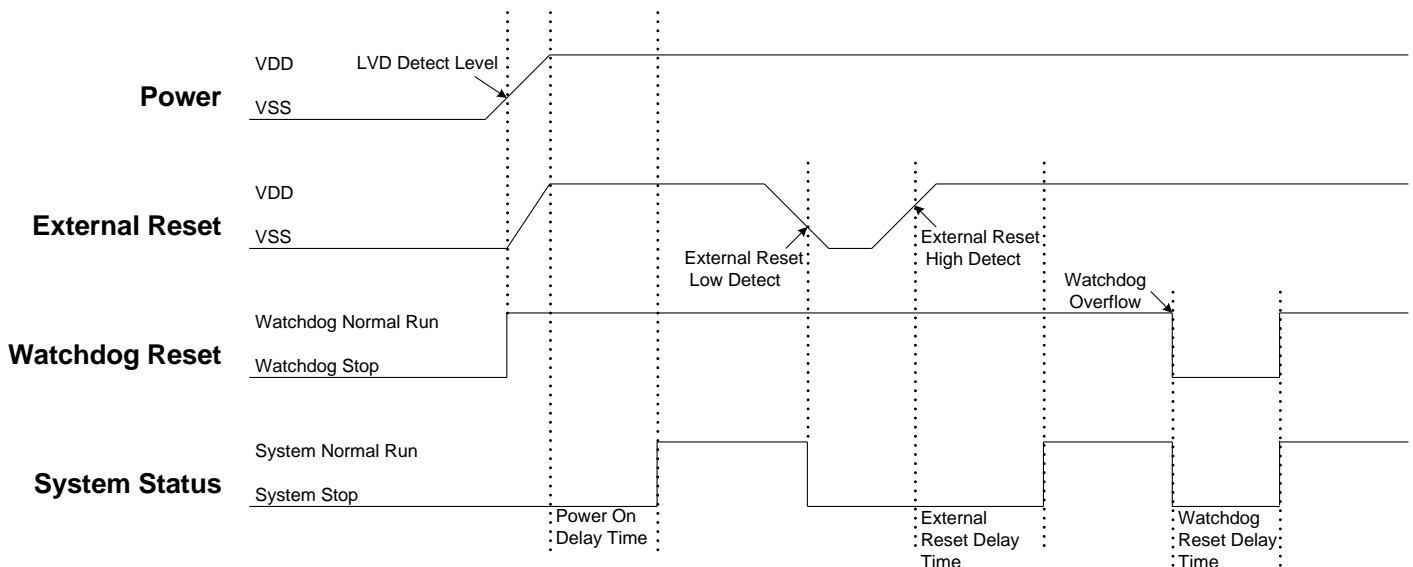 VDD
LVD Detect Level
Power
VSS
VDD
External Reset
VSS
External Reset
Low Detect
External Reset
High Detect
Watchdog
Overflow
Watchdog Normal Run
Watchdog Reset
Watchdog Stop
System Normal Run
System Status
System Stop
Power On
Delay Time
External
Reset Delay
Time
Watchdog
Reset Delay
Time